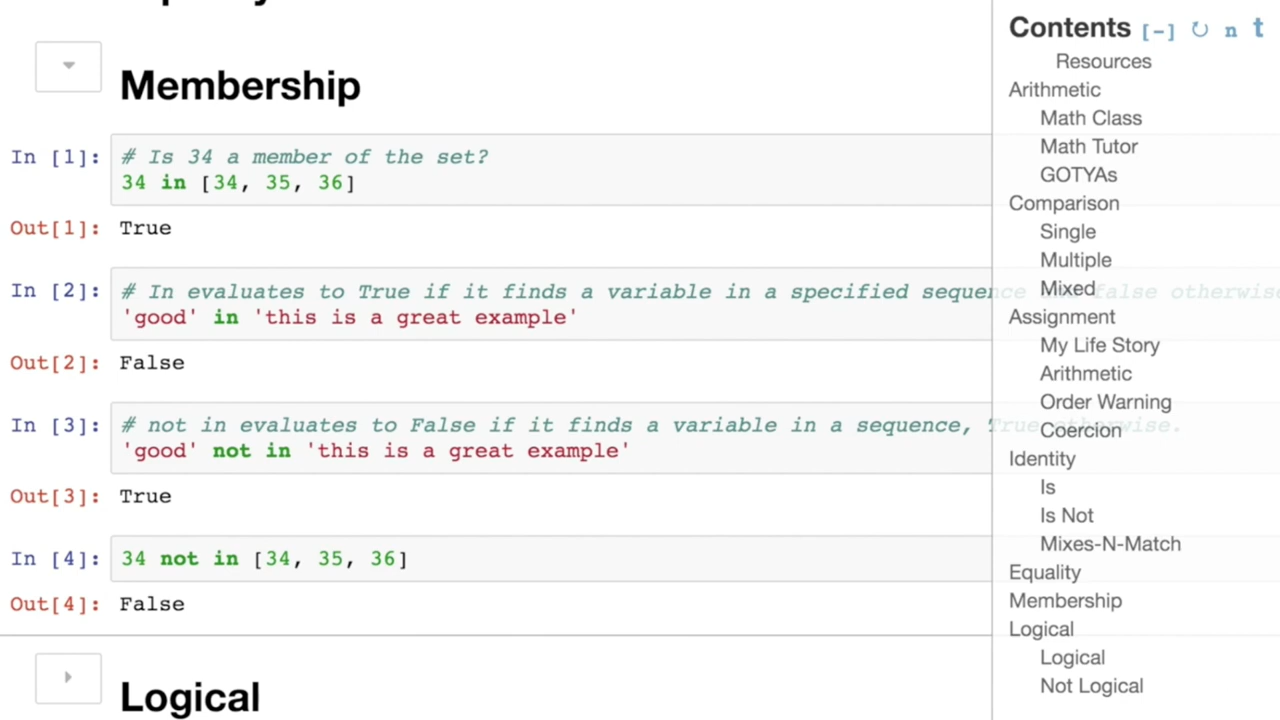 Membership
In [1]:
# Is 34 a member of the set?
34 in [34, 35, 36]
Out[1]: True
In [2]:
# In evaluates to True if it finds a variable in a specified sequence and false otherwise
'good' in 'this is a great example'
Out[2]: False
In [3]:
# not in evaluates to False if it finds a variable in a sequence, True otherwise.
'good' not in 'this is a great example'
Out[3]: True
In [4]: 34 not in [34, 35, 36]
Out[4]: False
Logical
Contents [-] ↻ n t
Resources
Arithmetic
Math Class
Math Tutor
GOTYAs
Comparison
Single
Multiple
Mixed
Assignment
My Life Story
Arithmetic
Order Warning
Coercion
Identity
Is
Is Not
Mixes-N-Match
Equality
Membership
Logical
Logical
Not Logical